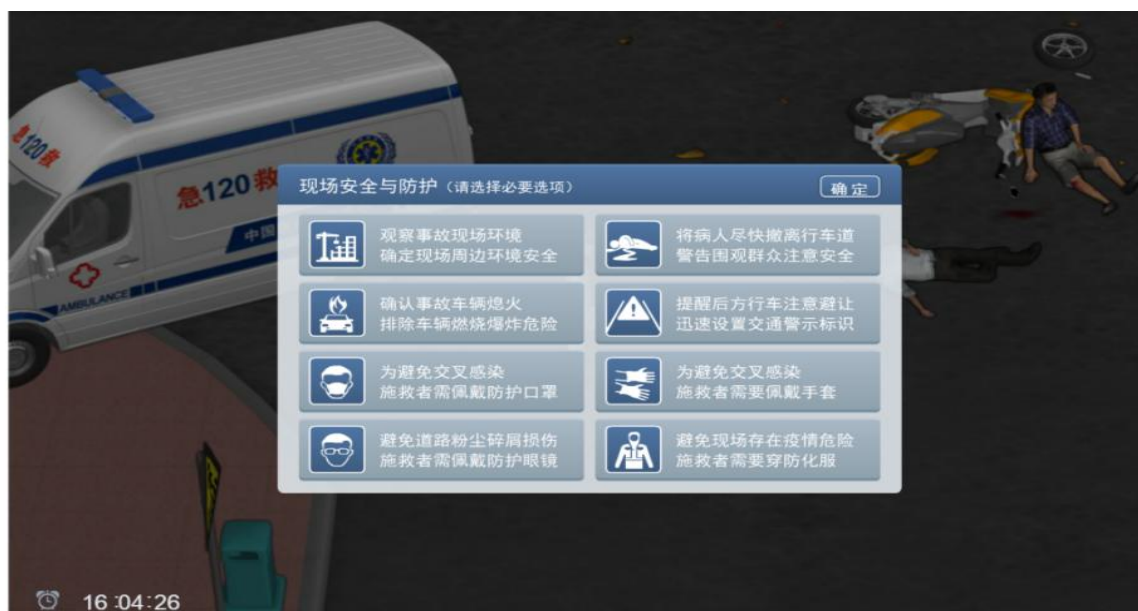 急120救
急120救
中国
AMBULANCE
现场安全与防护（请选择必要选项）
确定
观察事故现场环境
确定现场周边环境安全
将病人尽快撤离行车道
警告围观群众注意安全
确认事故车辆熄火
排除车辆燃烧爆炸危险
提醒后方行车注意避让
迅速设置交通警示标识
为避免交叉感染
施救者需佩戴防护口罩
为避免交叉感染
施救者需要佩戴手套
避免道路粉尘碎屑损伤
施救者需佩戴防护眼镜
避免现场存在疫情危险
施救者需要穿防化服
16:04:26